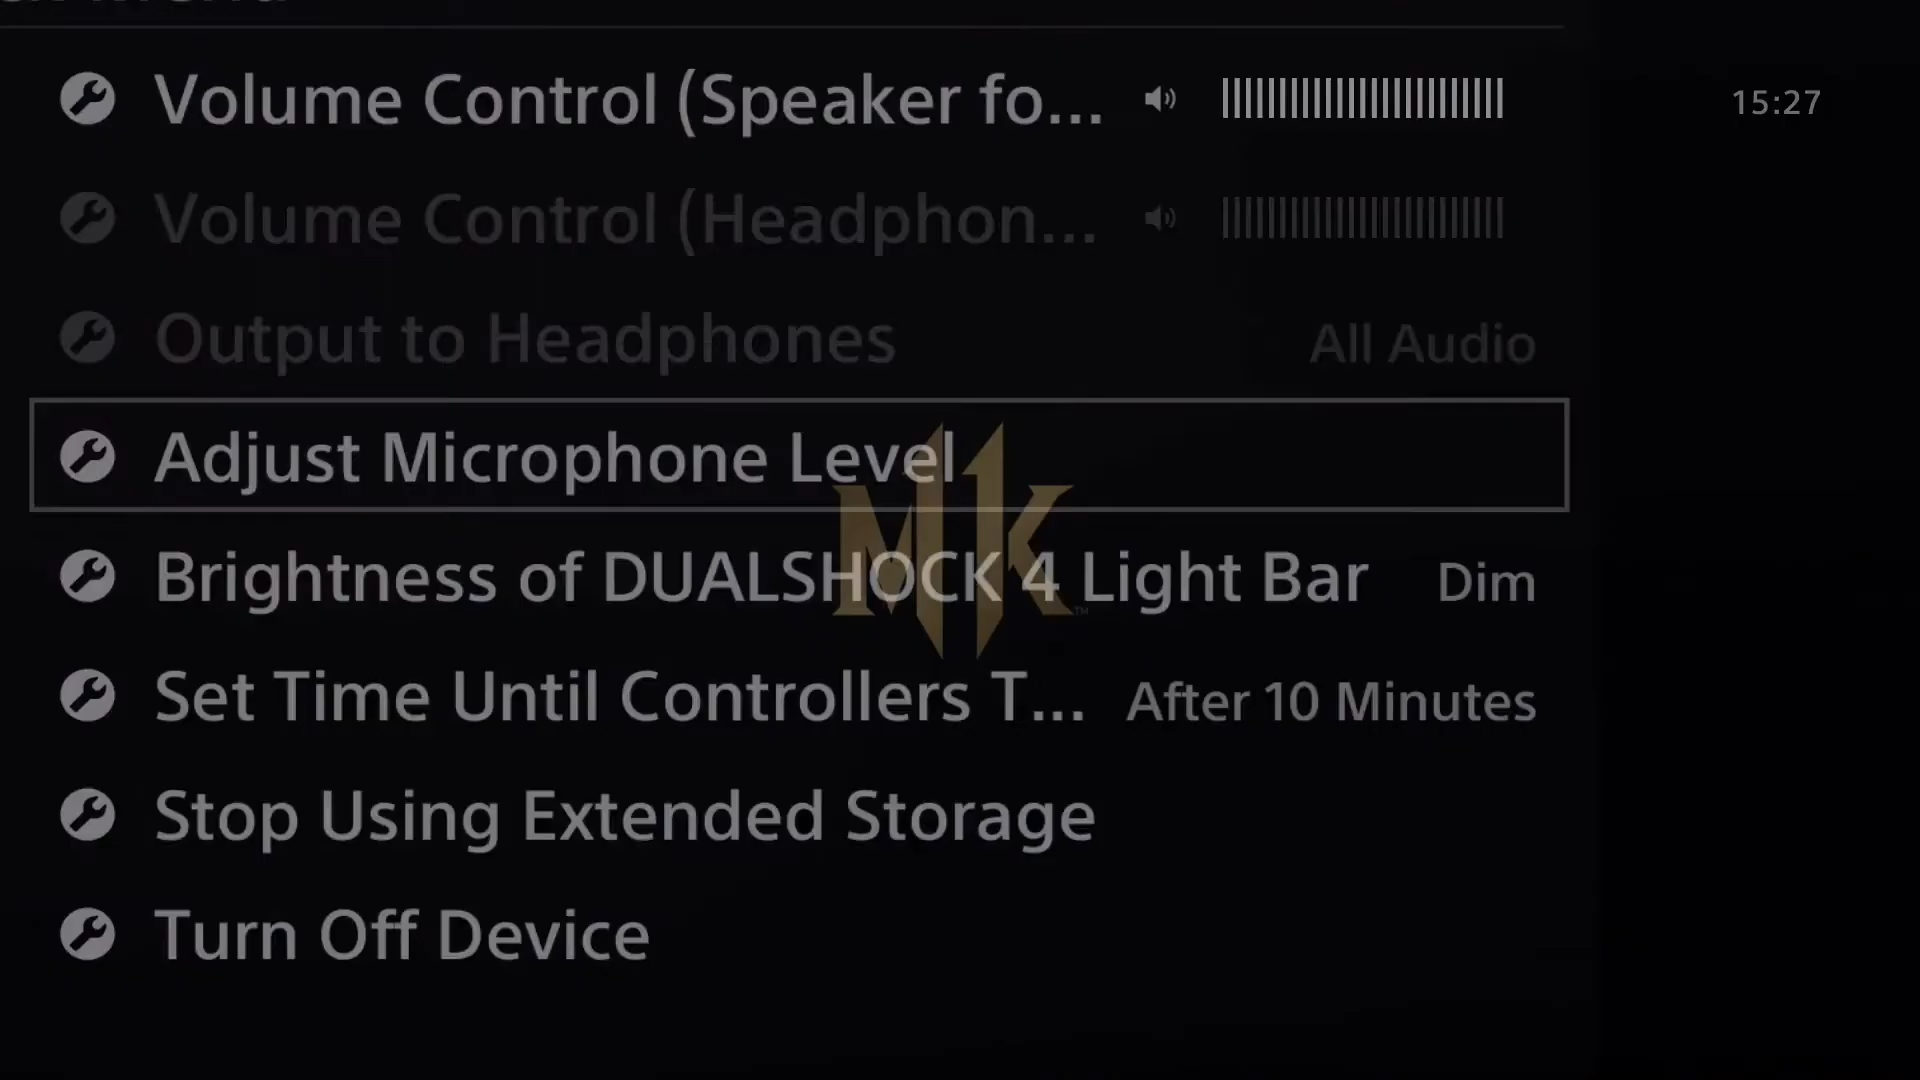 Volume Control (Speaker fo...
15:27
Volume Control (Headphon...
Output to Headphones All Audio
Adjust Microphone Level
MK
Brightness of DUALSHOCK 4 Light Bar Dim
Set Time Until Controllers T... After 10 Minutes
Stop Using Extended Storage
Turn Off Device